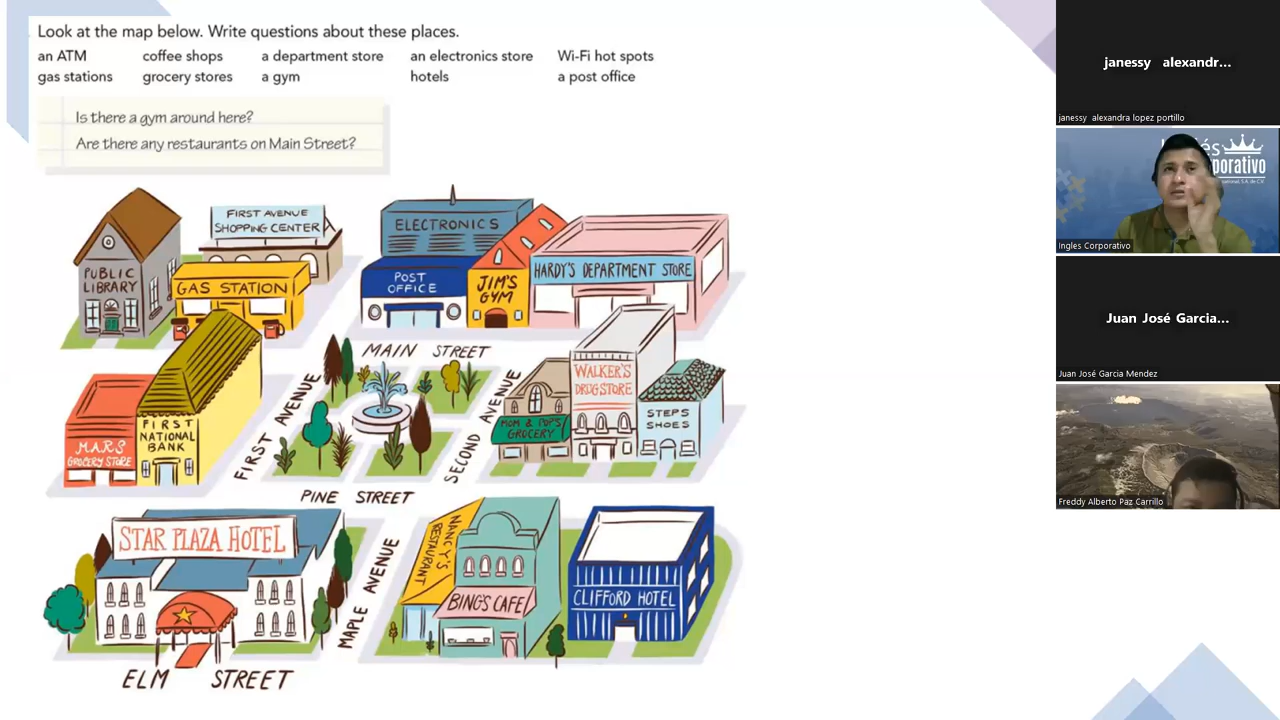 Look at the map below. Write questions about these places.
an ATM coffee shops a department store an electronics store Wi-Fi hot spots
gas stations grocery stores a gym hotels a post office
Is there a gym around here?
Are there any restaurants on Main Street?
PUBLIC
LIBRARY
FIRST AVENUE
SHOPPING CENTER
GAS STATION
ELECTRONICS
POST
OFFICE
JIM'S
GYM
HARDY'S DEPARTMENT STORE
MAIN STREET
MARS
GROCERY STORE
FIRST
NATIONAL
BANK
FIRST AVENUE
SECOND AVENUE
MOM & POP'S
GROCERY
WALKER'S
DRUG STORE
STEPS
SHOES
PINE STREET
STAR PLAZA HOTEL
MAPLE AVENUE
NANCY'S
RESTAURANT
BING'S CAFE
CLIFFORD HOTEL
ELM STREET
janessy alexandr...
janessy alexandra lopez portillo
Ingles Corporativo
Juan José Garcia...
Juan José Garcia Mendez
Freddy Alberto Paz Carrillo